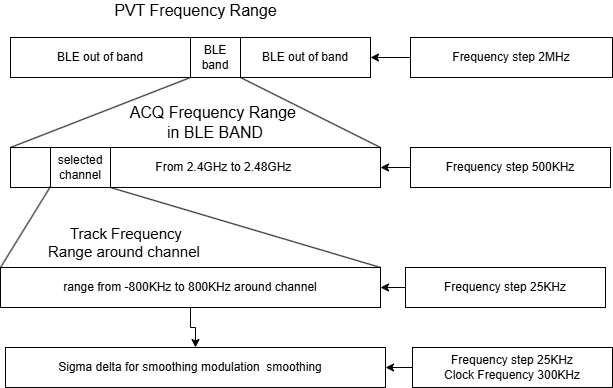 PVT Frequency Range
BLE out of band
BLE
band
BLE out of band
Frequency step 2MHz
ACQ Frequency Range
in BLE BAND
selected
channel
From 2.4GHz to 2.48GHz
Frequency step 500KHz
Track Frequency
Range around channel
range from -800KHz to 800KHz around channel
Frequency step 25KHz
Sigma delta for smoothing modulation smoothing
Frequency step 25KHz
Clock Frequency 300KHz